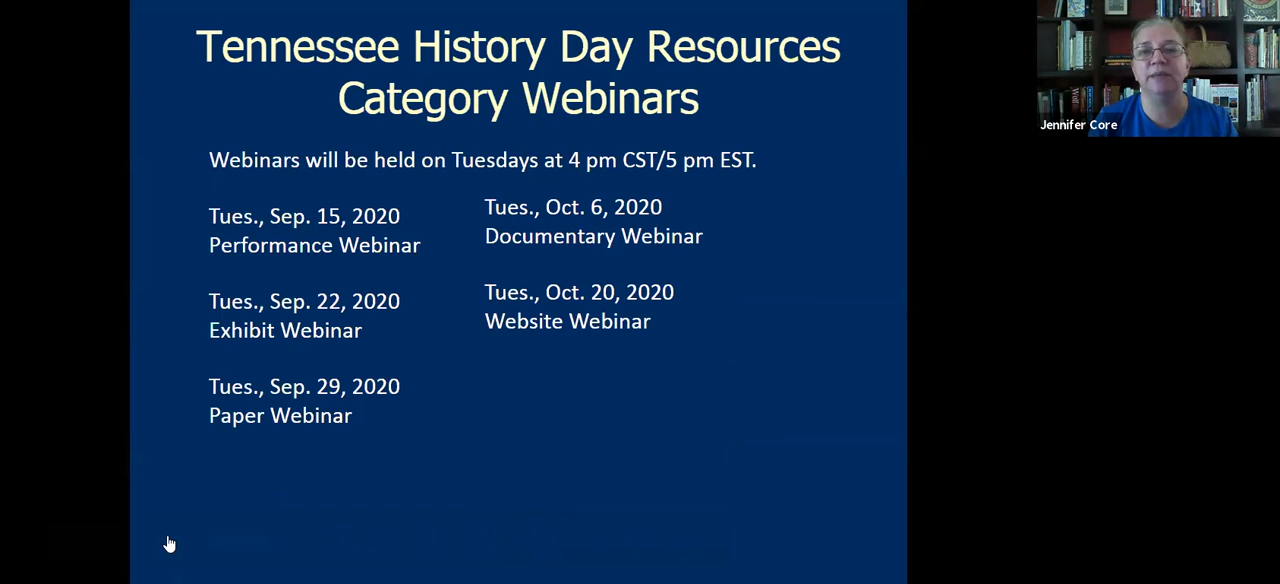 Tennessee History Day Resources
Category Webinars
Webinars will be held on Tuesdays at 4 pm CST/5 pm EST.
Tues., Sep. 15, 2020
Performance Webinar
Tues., Sep. 22, 2020
Exhibit Webinar
Tues., Sep. 29, 2020
Paper Webinar
Tues., Oct. 6, 2020
Documentary Webinar
Tues., Oct. 20, 2020
Website Webinar
Jennifer Core